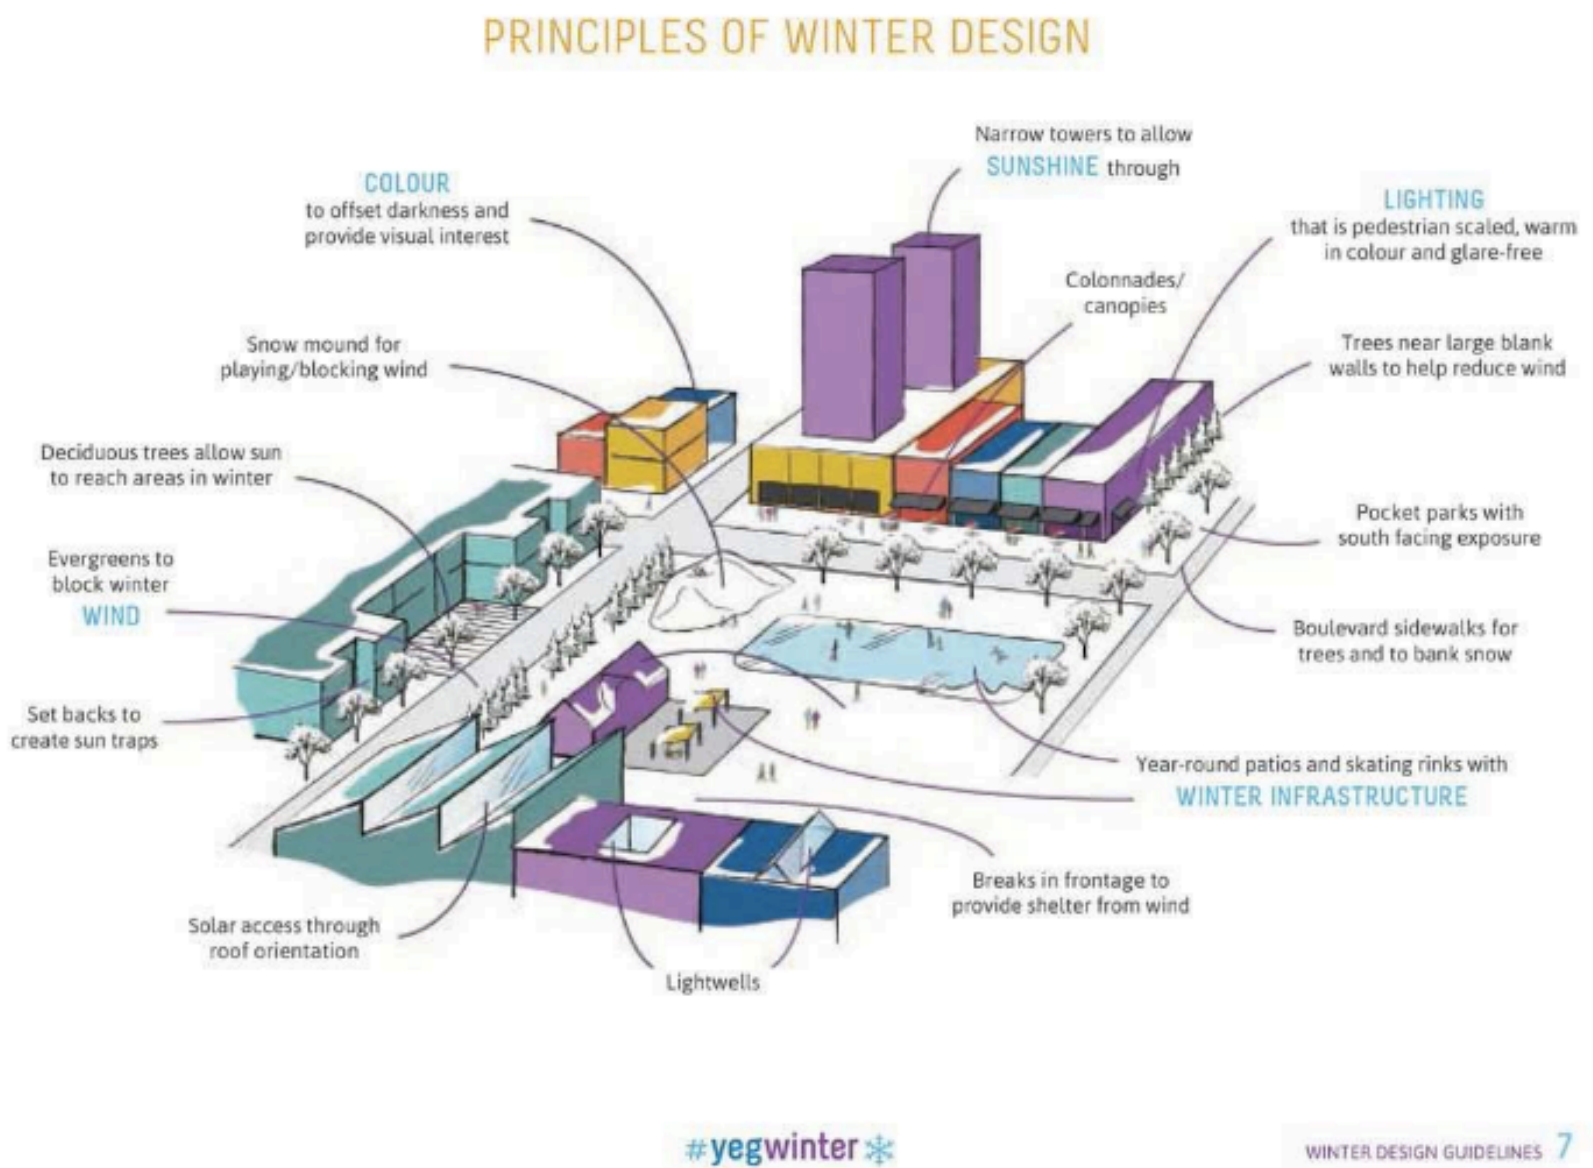 PRINCIPLES OF WINTER DESIGN
Narrow towers to allow
SUNSHINE through
COLOUR
to offset darkness and
provide visual interest
LIGHTING
that is pedestrian scaled, warm
in colour and glare-free
Colonnades/
canopies
Snow mound for
playing/blocking wind
Trees near large blank
walls to help reduce wind
Deciduous trees allow sun
to reach areas in winter
Pocket parks with
south facing exposure
Evergreens to
block winter
WIND
Boulevard sidewalks for
trees and to bank snow
Set backs to
create sun traps
Year-round patios and skating rinks with
WINTER INFRASTRUCTURE
Breaks in frontage to
provide shelter from wind
Solar access through
roof orientation
Lightwells
#yegwinter
WINTER DESIGN GUIDELINES 7